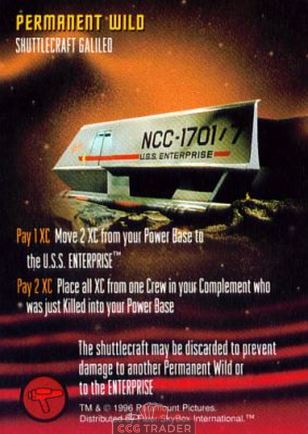 PERMANENT WILD
SHUTTLECRAFT GALILEO
NCC-1701/7
U.S.S. ENTERPRISE
Pay 1 XC Move 2 XC from your Power Base to
the U.S.S. ENTERPRISE™
Pay 2 XC Place all XC from one Crew in your Complement who
was just Killed into your Power Base
The shuttlecraft may be discarded to prevent
damage to another Permanent Wild or
to the ENTERPRISE
TM & © 1996 Paramount Pictures.
Distributed by Fleer/SkyBox International.™
CCG TRADER